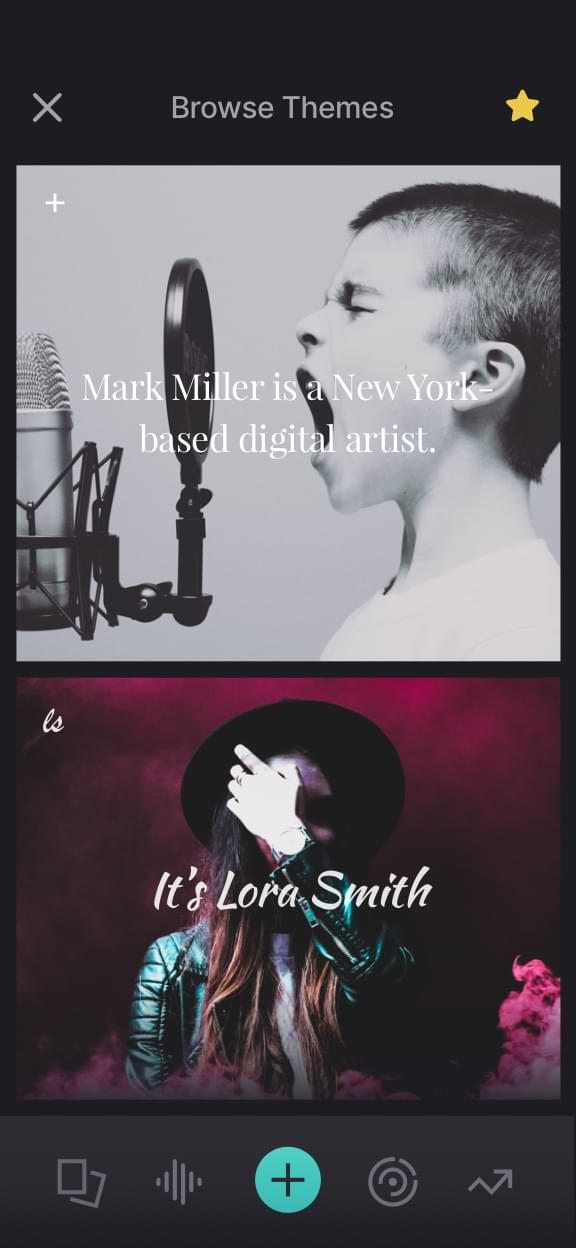 Browse Themes
Mark Miller is a New York-
based digital artist.
ls
It's Lora Smith